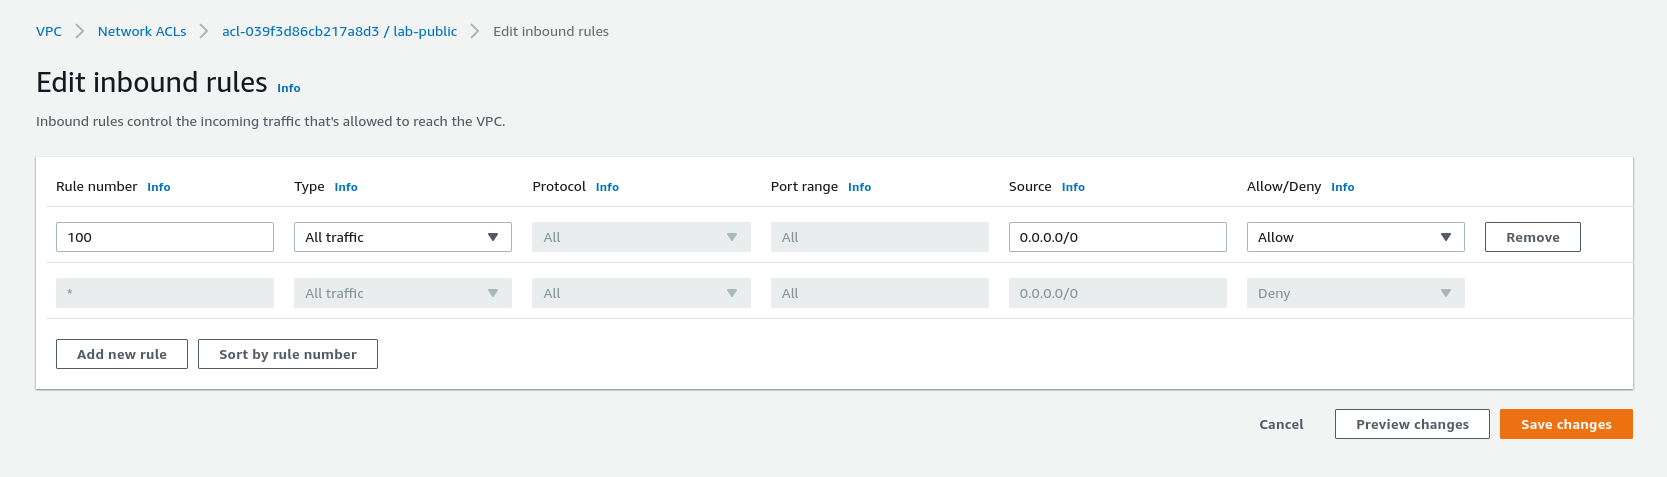 VPC > Network ACLs > acl-039f3d86cb217a8d3 / lab-public > Edit inbound rules
Edit inbound rules Info
Inbound rules control the incoming traffic that's allowed to reach the VPC.
Rule number Info Type Info Protocol Info Port range Info Source Info Allow/Deny Info
100 All traffic All All 0.0.0.0/0 Allow Remove
* All traffic All All 0.0.0.0/0 Deny
Add new rule Sort by rule number
Cancel Preview changes Save changes